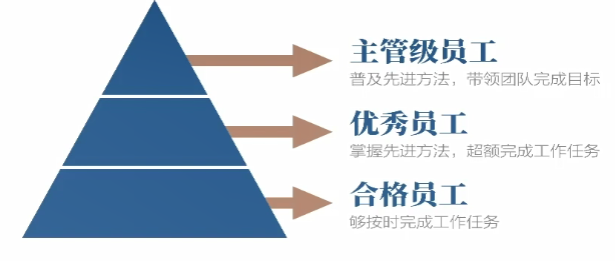 主管级员工
普及先进方法，带领团队完成目标
优秀员工
掌握先进方法，超额完成工作任务
合格员工
够按时完成工作任务